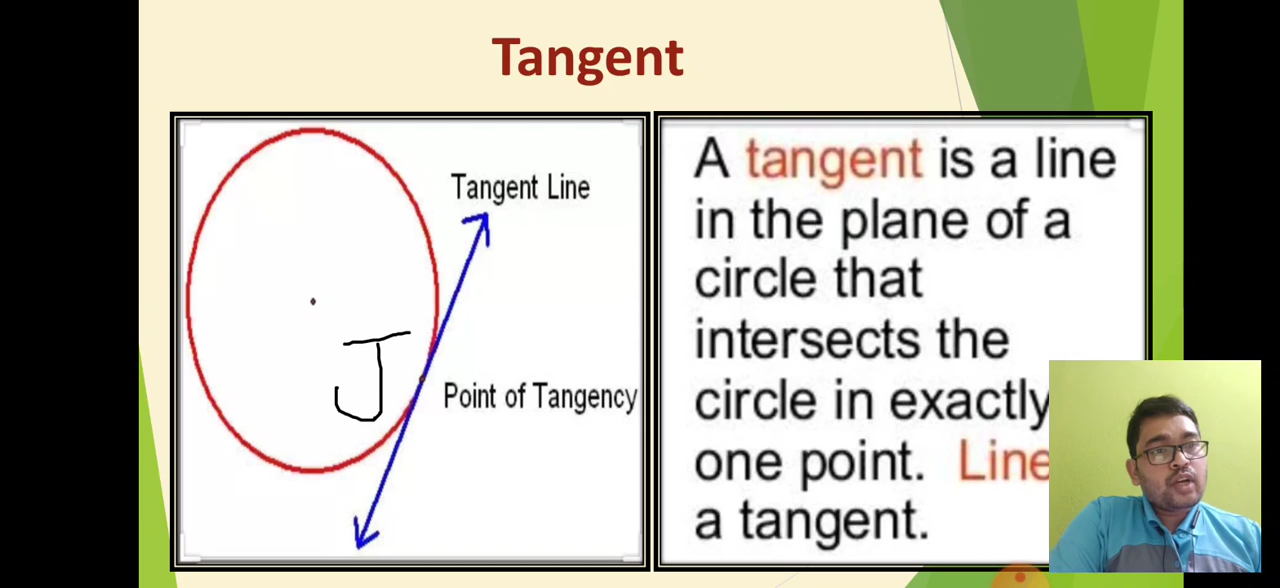 Tangent
Tangent Line
J
Point of Tangency
A tangent is a line
in the plane of a
circle that
intersects the
circle in exactly
one point. Line
a tangent.